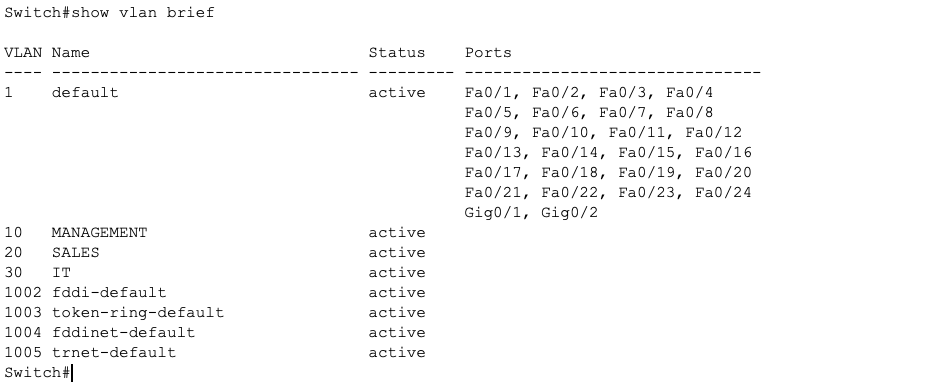 Switch#show vlan brief
VLAN Name                             Status    Ports
---- -------------------------------- --------- -------------------------------
1    default                          active    Fa0/1, Fa0/2, Fa0/3, Fa0/4
                                                Fa0/5, Fa0/6, Fa0/7, Fa0/8
                                                Fa0/9, Fa0/10, Fa0/11, Fa0/12
                                                Fa0/13, Fa0/14, Fa0/15, Fa0/16
                                                Fa0/17, Fa0/18, Fa0/19, Fa0/20
                                                Fa0/21, Fa0/22, Fa0/23, Fa0/24
                                                Gig0/1, Gig0/2
10   MANAGEMENT                       active
20   SALES                            active
30   IT                               active
1002 fddi-default                     active
1003 token-ring-default               active
1004 fddinet-default                  active
1005 trnet-default                    active
Switch#